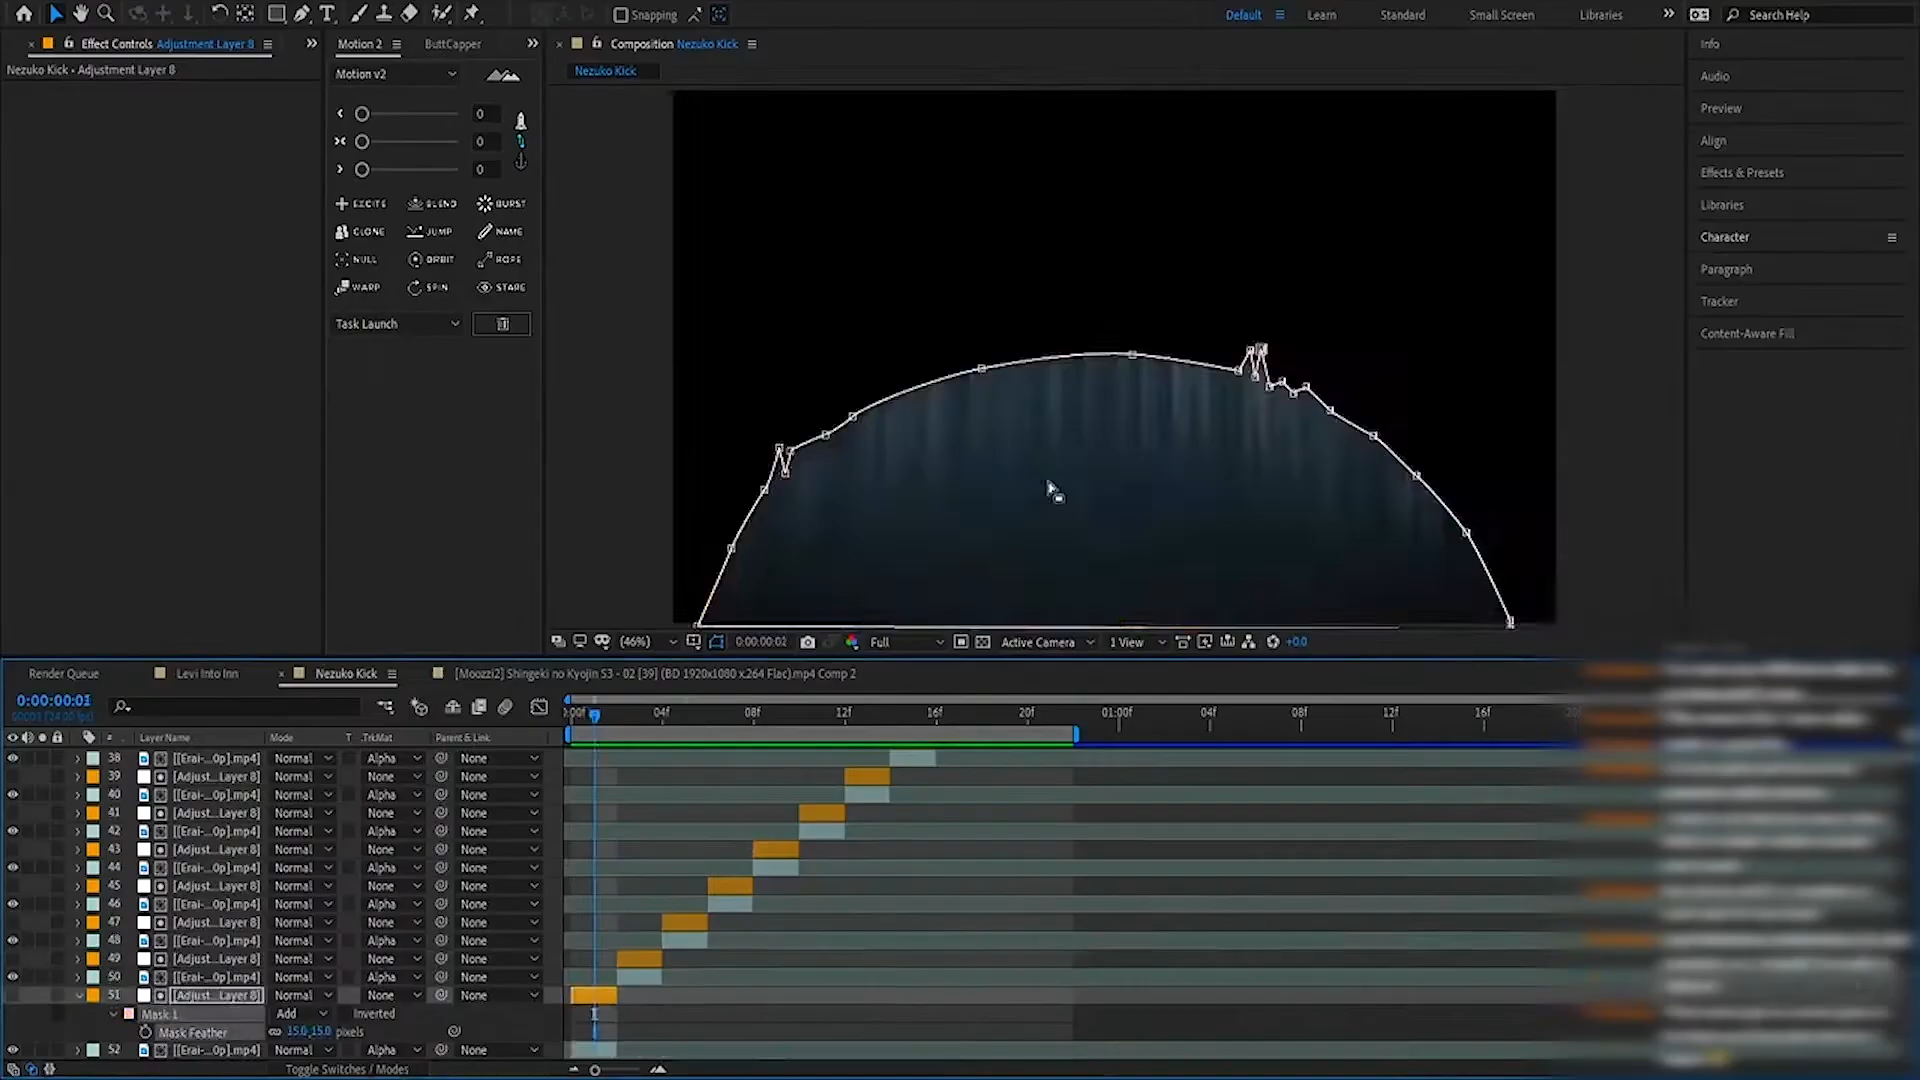 Snapping
Default
Learn
Standard
Small Screen
Libraries
Search Help
Effect Controls Adjustment Layer 8
Motion 2
ButtCapper
Composition Nezuko Kick
Info
Nezuko Kick • Adjustment Layer 8
Motion v2
Nezuko Kick
Audio
Preview
Align
Effects & Presets
Libraries
Character
Paragraph
Tracker
Content-Aware Fill
0
0
0
EXCITE BLEND BURST
CLONE JUMP NAME
NULL ORBIT ROPE
WARP SPIN STARE
Task Launch
(46%)
Full
Active Camera
1 View
+0.0
Render Queue
Levi Into Inn
Nezuko Kick
[Moozzi2] Shingeki no Kyojin S3 - 02 [39] (BD 1920x1080 x.264 Flac).mp4 Comp 2
04f 08f 12f 16f 20f 01:00f 04f 08f 12f 16f
# Layer Name Mode T .TrkMat Parent & Link
38 [[Erai-...0p].mp4] Normal Alpha None
39 [Adjust...Layer 8] Normal None None
40 [[Erai-...0p].mp4] Normal Alpha None
41 [Adjust...Layer 8] Normal None None
42 [[Erai-...0p].mp4] Normal Alpha None
43 [Adjust...Layer 8] Normal None None
44 [[Erai-...0p].mp4] Normal Alpha None
45 [Adjust...Layer 8] Normal None None
46 [[Erai-...0p].mp4] Normal Alpha None
47 [Adjust...Layer 8] Normal None None
48 [[Erai-...0p].mp4] Normal Alpha None
49 [Adjust...Layer 8] Normal None None
50 [[Erai-...0p].mp4] Normal Alpha None
51 [Adjust...Layer 8] Normal None None
Mask 1 Add Inverted
Mask Feather 15.0,15.0 pixels
52 [[Erai-...0p].mp4] Normal Alpha None
Toggle Switches / Modes